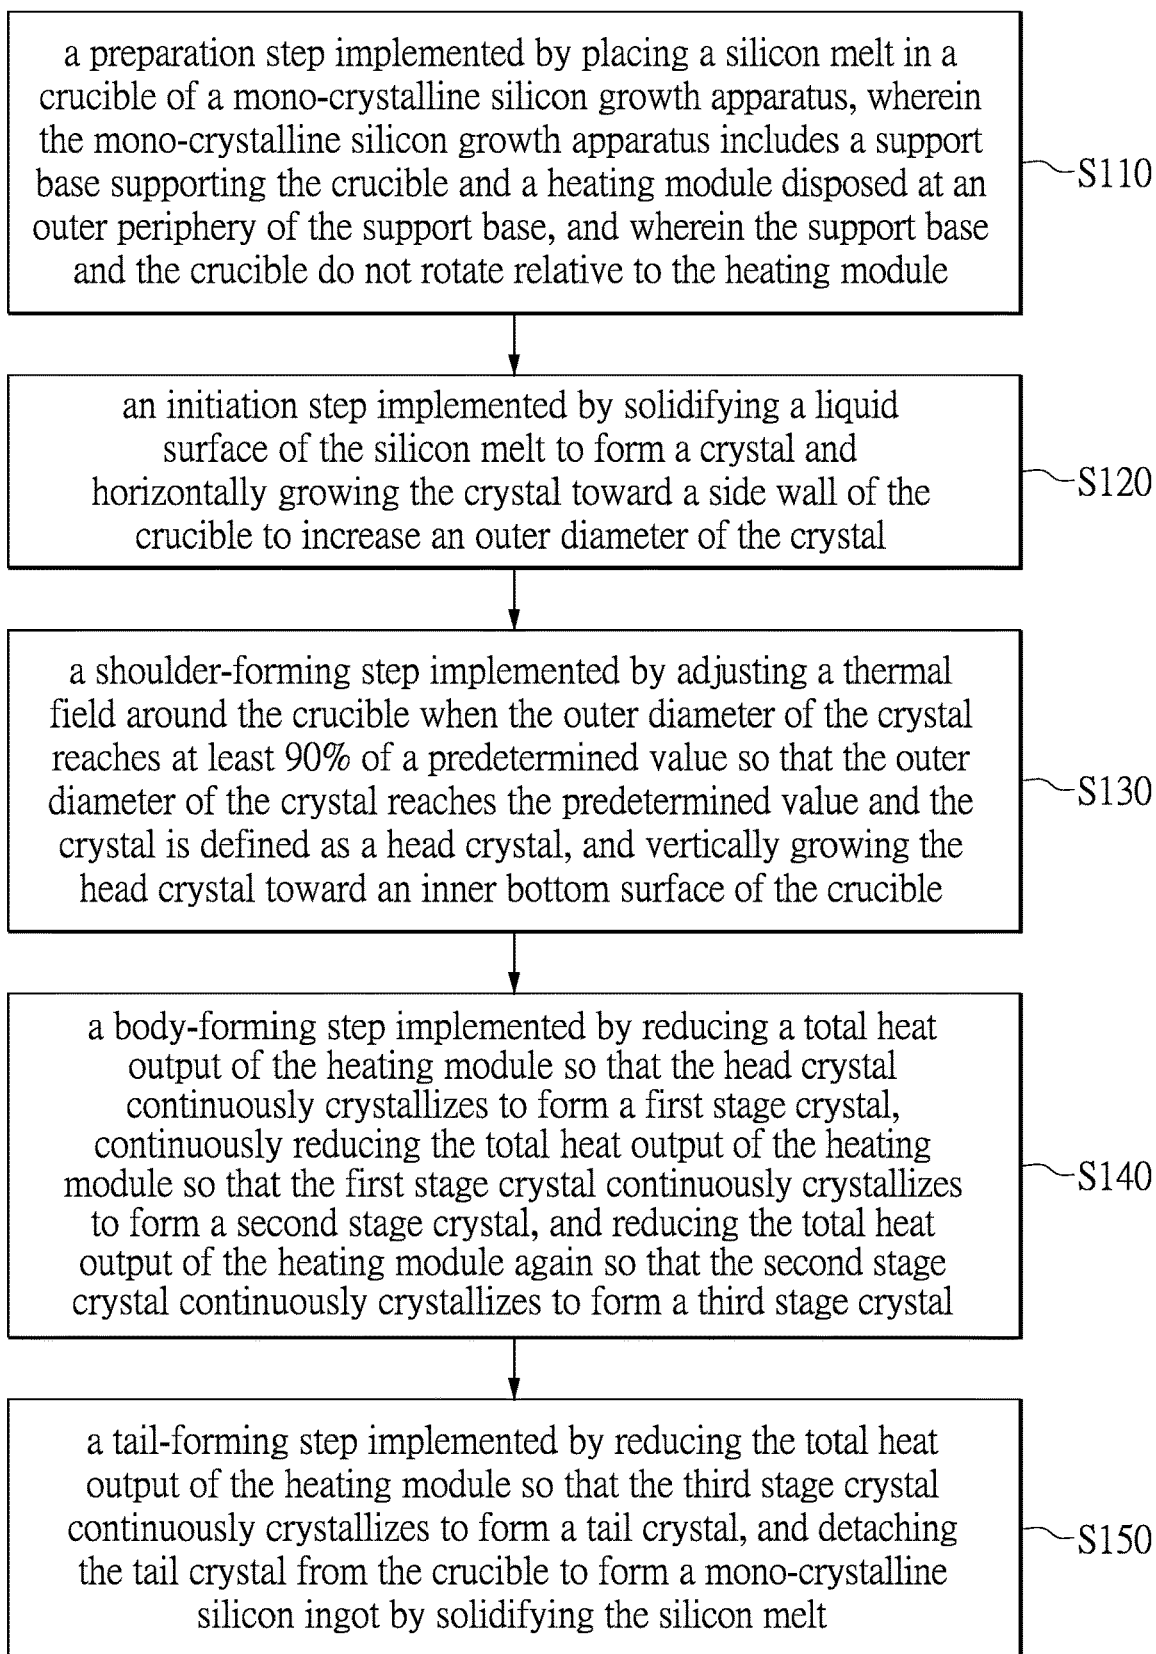 a preparation step implemented by placing a silicon melt in a
crucible of a mono-crystalline silicon growth apparatus, wherein
the mono-crystalline silicon growth apparatus includes a support
base supporting the crucible and a heating module disposed at an
outer periphery of the support base, and wherein the support base
and the crucible do not rotate relative to the heating module
S110
an initiation step implemented by solidifying a liquid
surface of the silicon melt to form a crystal and
horizontally growing the crystal toward a side wall of the
crucible to increase an outer diameter of the crystal
S120
a shoulder-forming step implemented by adjusting a thermal
field around the crucible when the outer diameter of the crystal
reaches at least 90% of a predetermined value so that the outer
diameter of the crystal reaches the predetermined value and the
crystal is defined as a head crystal, and vertically growing the
head crystal toward an inner bottom surface of the crucible
S130
a body-forming step implemented by reducing a total heat
output of the heating module so that the head crystal
continuously crystallizes to form a first stage crystal,
continuously reducing the total heat output of the heating
module so that the first stage crystal continuously crystallizes
to form a second stage crystal, and reducing the total heat
output of the heating module again so that the second stage
crystal continuously crystallizes to form a third stage crystal
S140
a tail-forming step implemented by reducing the total heat
output of the heating module so that the third stage crystal
continuously crystallizes to form a tail crystal, and detaching
the tail crystal from the crucible to form a mono-crystalline
silicon ingot by solidifying the silicon melt
S150